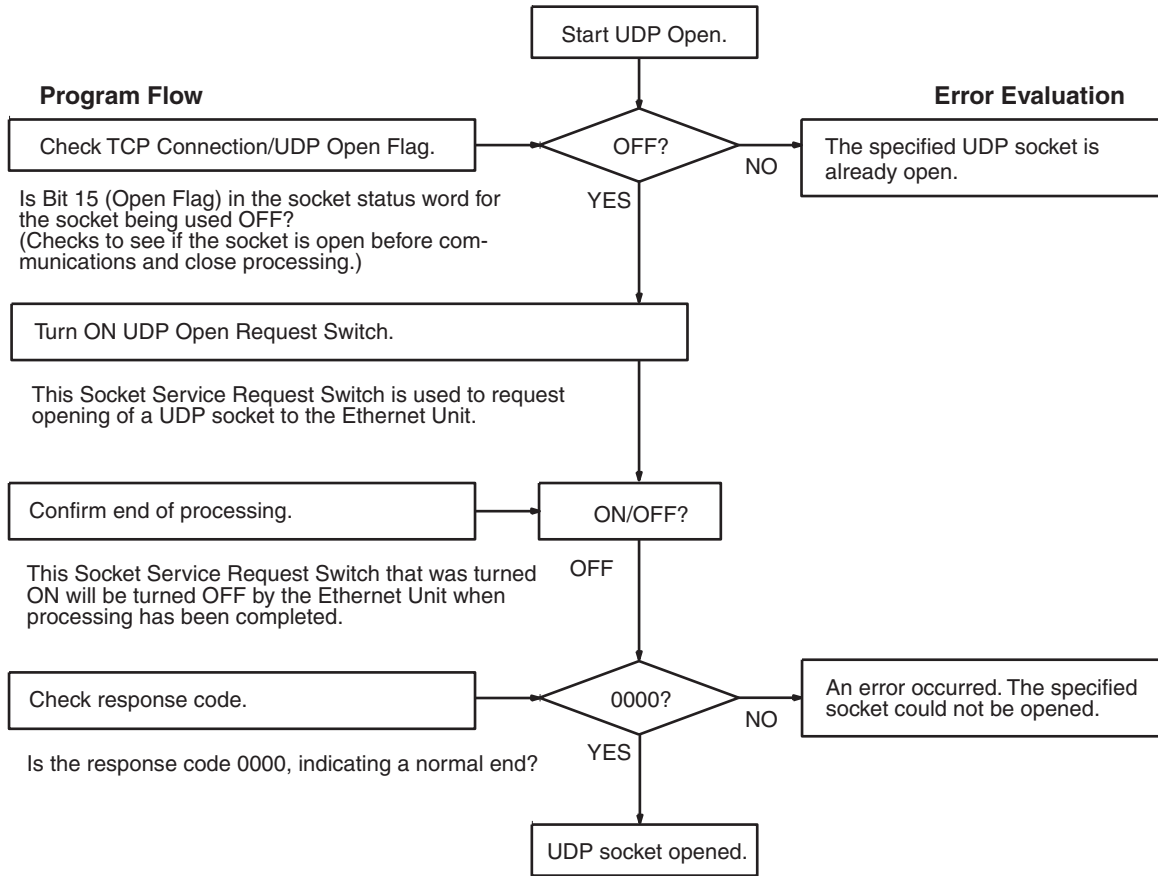 Start UDP Open.
Program Flow
Error Evaluation
Check TCP Connection/UDP Open Flag.
OFF?
NO
The specified UDP socket is
already open.
YES
Is Bit 15 (Open Flag) in the socket status word for
the socket being used OFF?
(Checks to see if the socket is open before com-
munications and close processing.)
Turn ON UDP Open Request Switch.
This Socket Service Request Switch is used to request
opening of a UDP socket to the Ethernet Unit.
Confirm end of processing.
ON/OFF?
OFF
This Socket Service Request Switch that was turned
ON will be turned OFF by the Ethernet Unit when
processing has been completed.
Check response code.
0000?
NO
An error occurred. The specified
socket could not be opened.
YES
Is the response code 0000, indicating a normal end?
UDP socket opened.